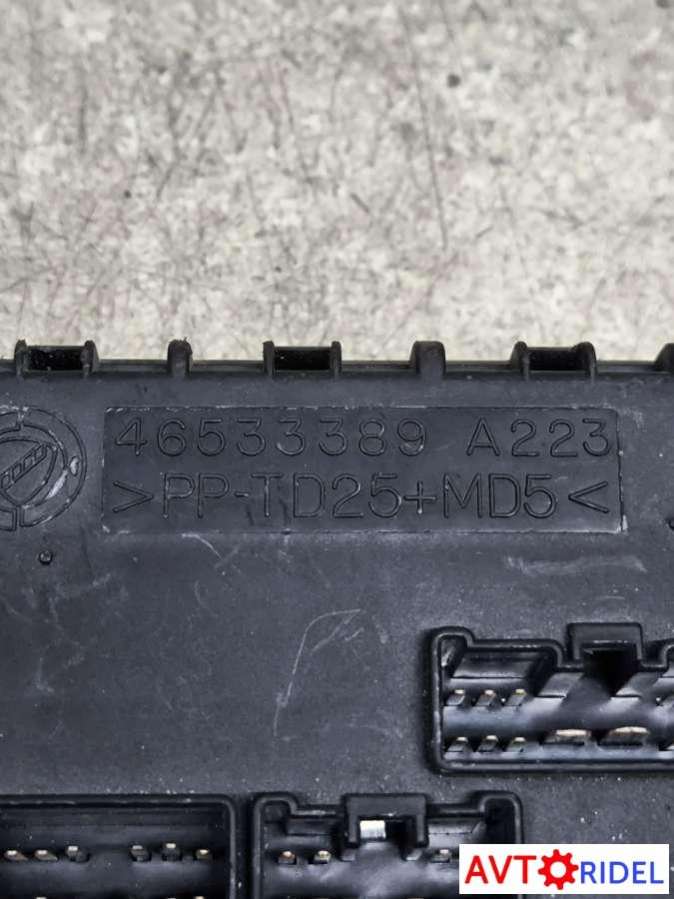 46533389 A223
>PP-TD25+MD5<
AVTORIDEL